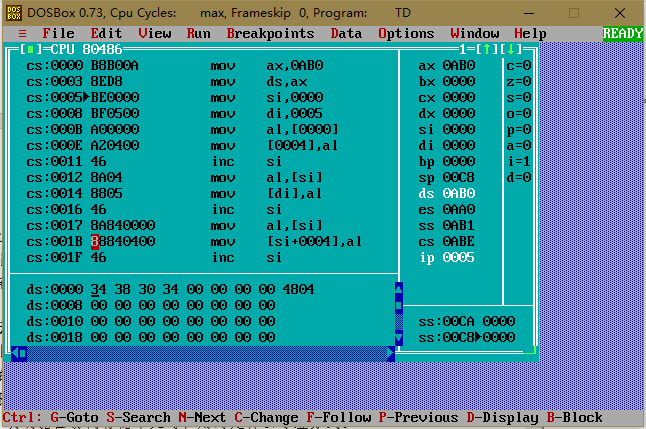 DOSBox 0.73, Cpu Cycles: max, Frameskip 0, Program: TD
≡ File Edit View Run Breakpoints Data Options Window Help READY
[■]=CPU 80486 1=[↑][↓]
cs:0000 B8B00A mov ax,0AB0 ax 0AB0 c=0
cs:0003 8ED8 mov ds,ax bx 0000 z=0
cs:0005►BE0000 mov si,0000 cx 0000 s=0
cs:0008 BF0500 mov di,0005 dx 0000 o=0
cs:000B A00000 mov al,[0000] si 0000 p=0
cs:000E A20400 mov [0004],al di 0000 a=0
cs:0011 46 inc si bp 0000 i=1
cs:0012 8A04 mov al,[si] sp 00C8 d=0
cs:0014 8805 mov [di],al ds 0AB0
cs:0016 46 inc si es 0AA0
cs:0017 8A840000 mov al,[si] ss 0AB1
cs:001B 88840400 mov [si+0004],al cs 0ABE
cs:001F 46 inc si ip 0005
ds:0000 34 38 30 34 00 00 00 00 4804
ds:0008 00 00 00 00 00 00 00 00
ds:0010 00 00 00 00 00 00 00 00 ss:00CA 0000
ds:0018 00 00 00 00 00 00 00 00 ss:00C8►0000
Ctrl: G-Goto S-Search N-Next C-Change F-Follow P-Previous D-Display B-Block